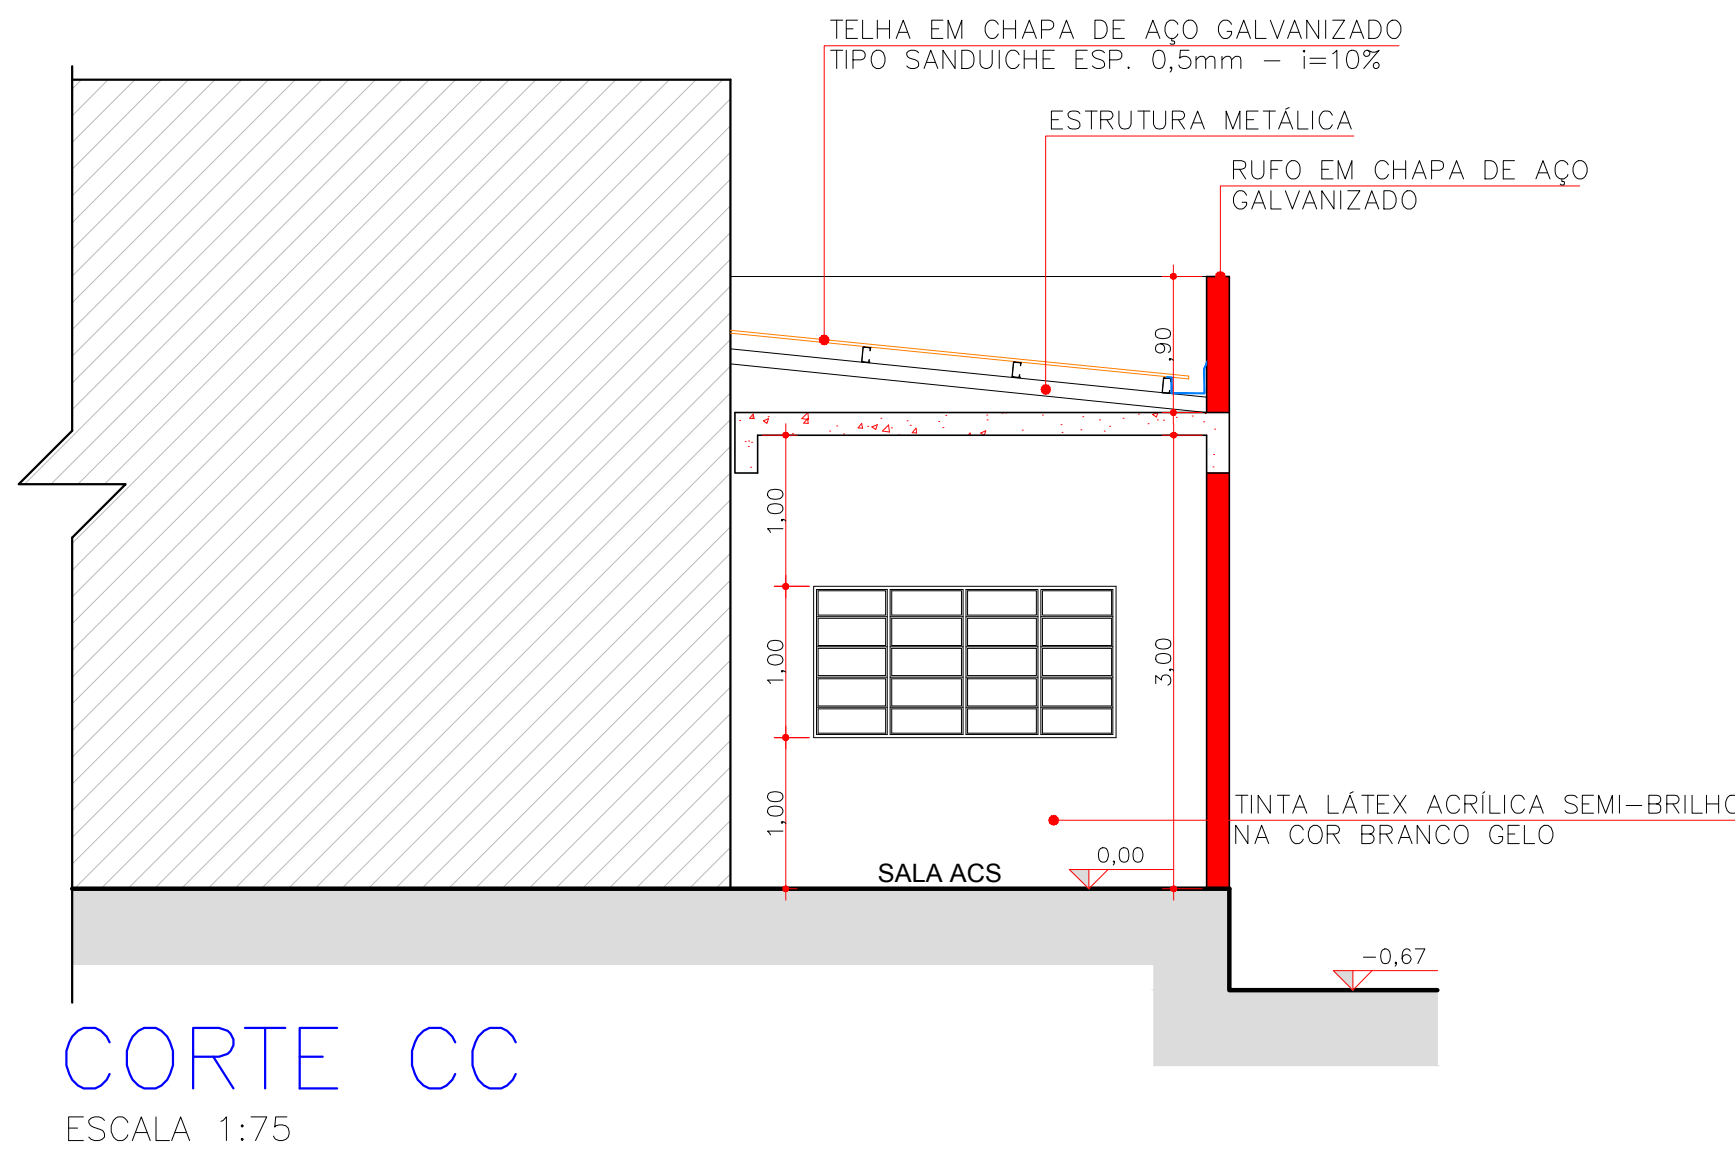 TELHA EM CHAPA DE AÇO GALVANIZADO
TIPO SANDUICHE ESP. 0,5mm – i=10%
ESTRUTURA METÁLICA
RUFO EM CHAPA DE AÇO
GALVANIZADO
,90
1,00
1,00
3,00
1,00
TINTA LÁTEX ACRÍLICA SEMI–BRILHO
NA COR BRANCO GELO
0,00
SALA ACS
–0,67
CORTE CC
ESCALA 1:75